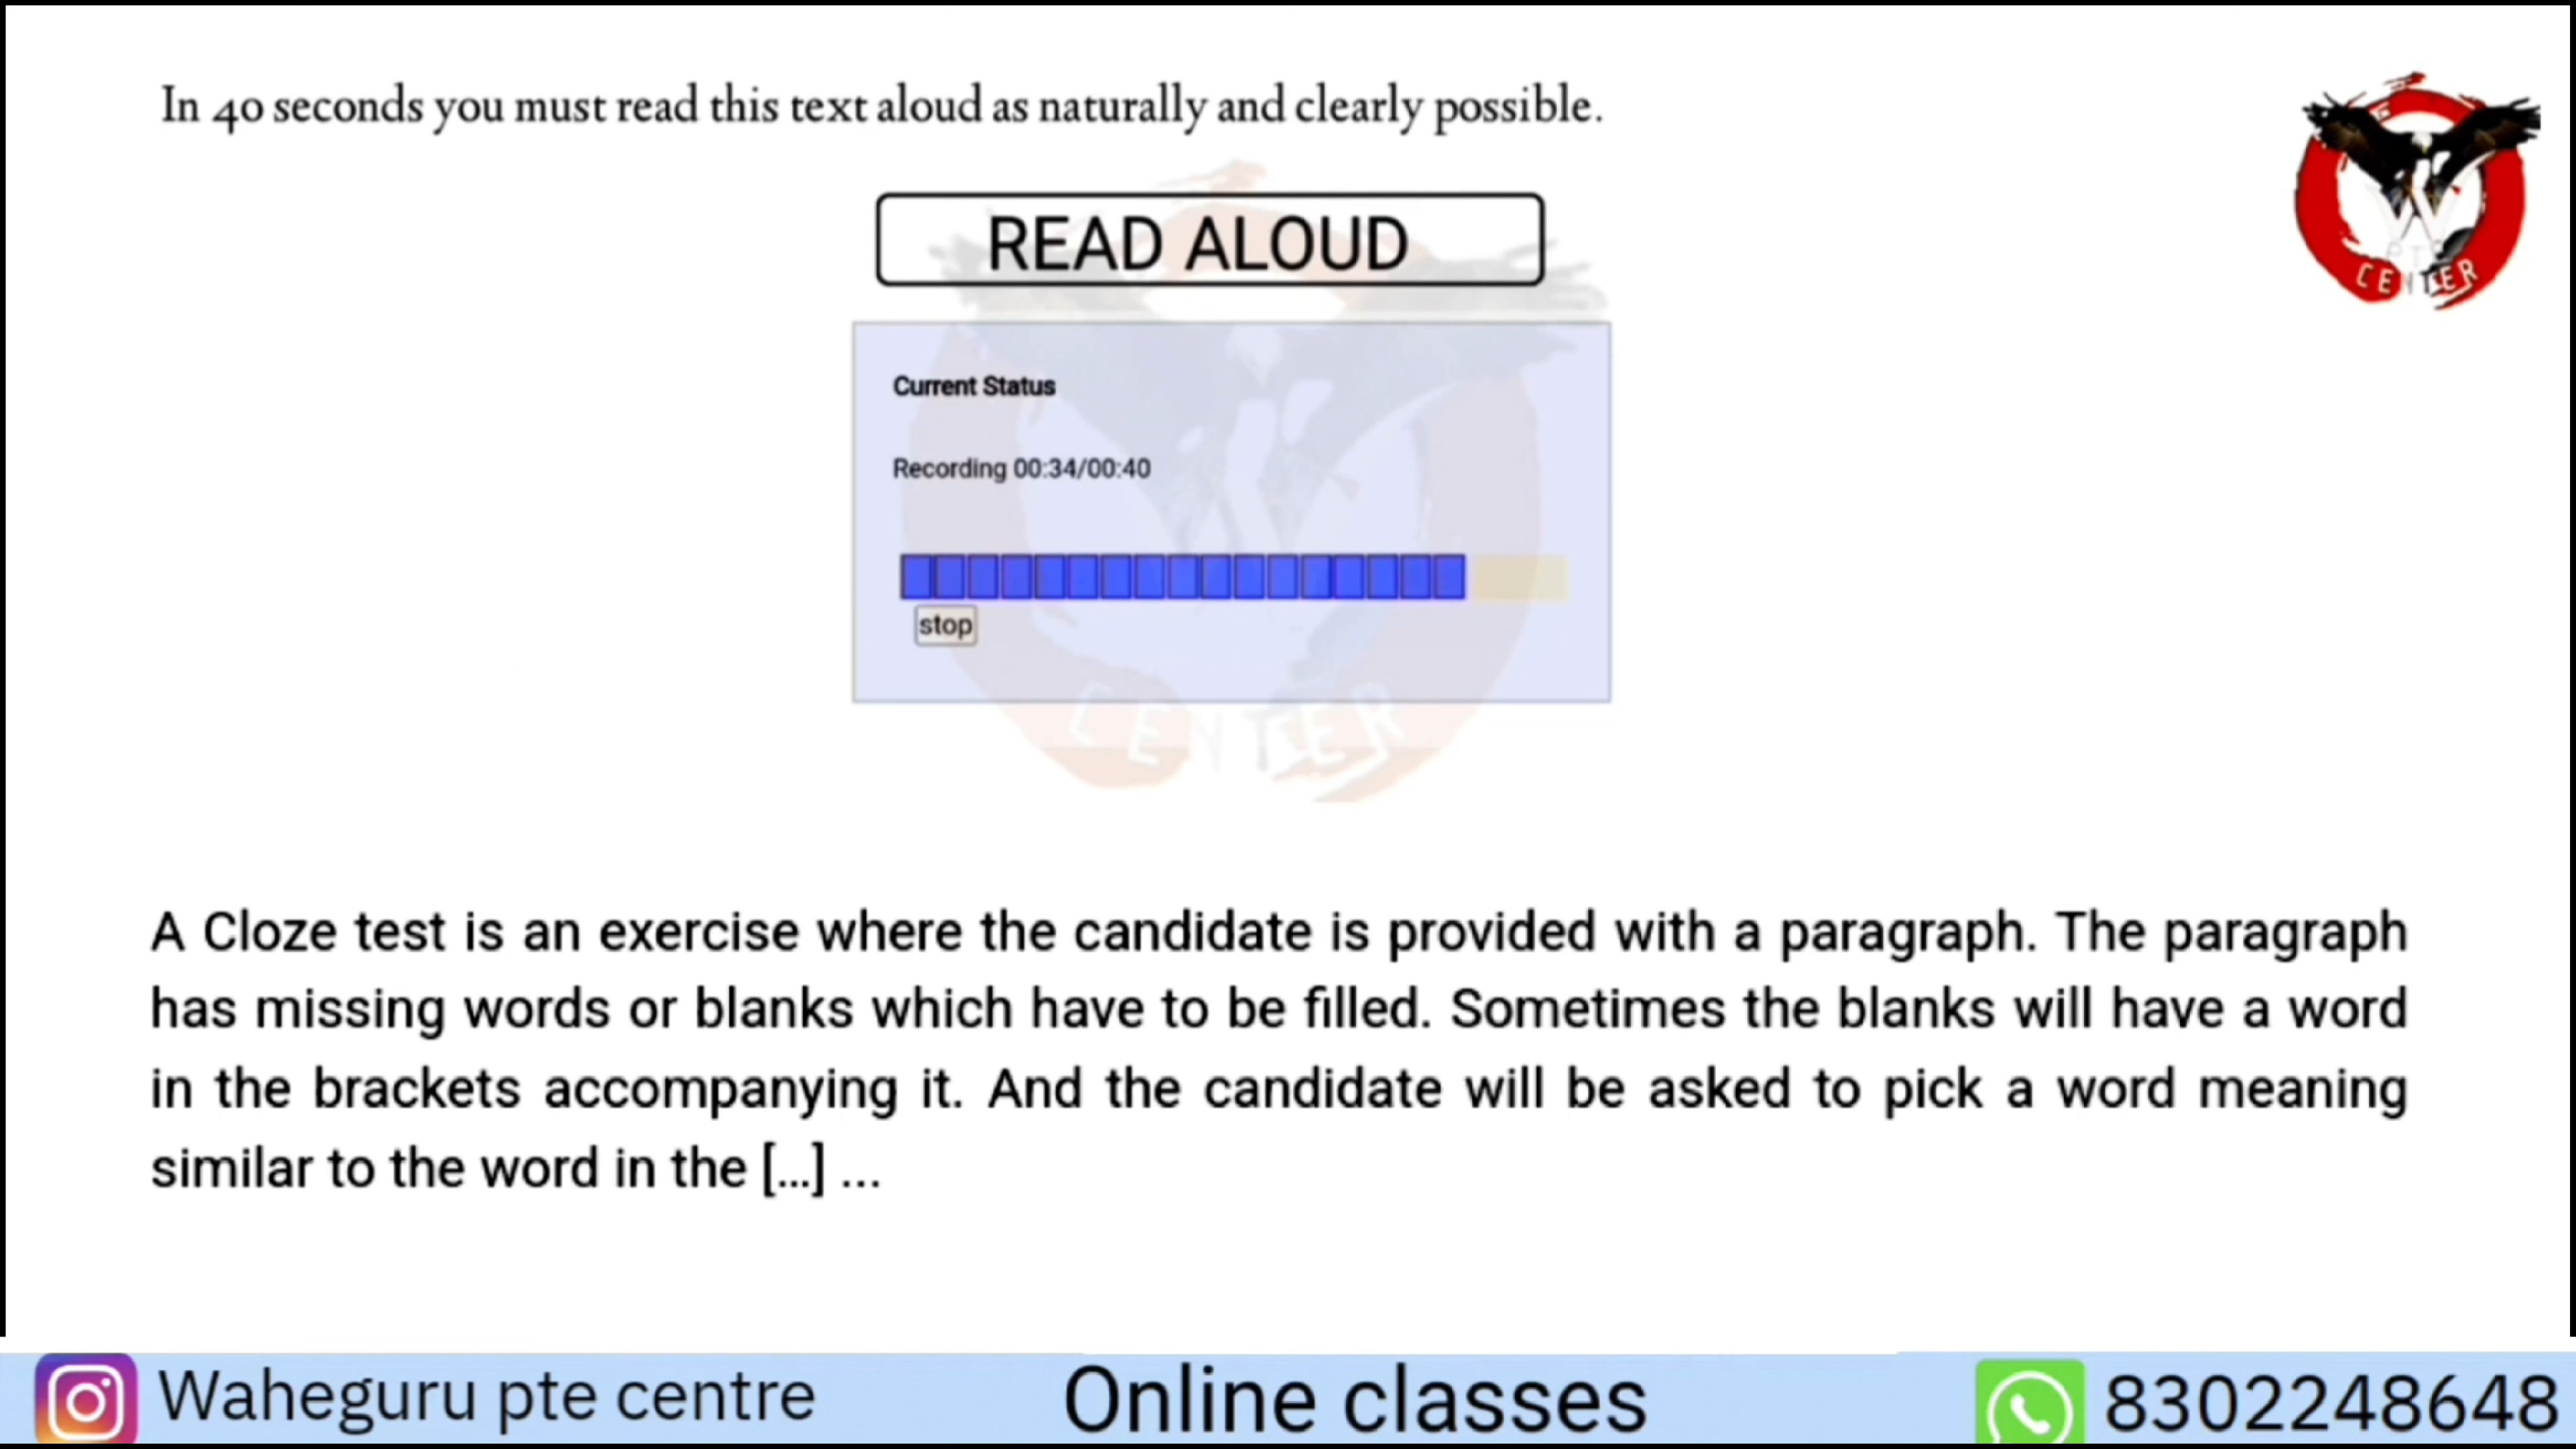 In 40 seconds you must read this text aloud as naturally and clearly possible.
READ ALOUD
Current Status
Recording 00:34/00:40
stop
CENTER
CENTER
A Cloze test is an exercise where the candidate is provided with a paragraph. The paragraph
has missing words or blanks which have to be filled. Sometimes the blanks will have a word
in the brackets accompanying it. And the candidate will be asked to pick a word meaning
similar to the word in the [...] ...
Waheguru pte centre
Online classes
8302248648